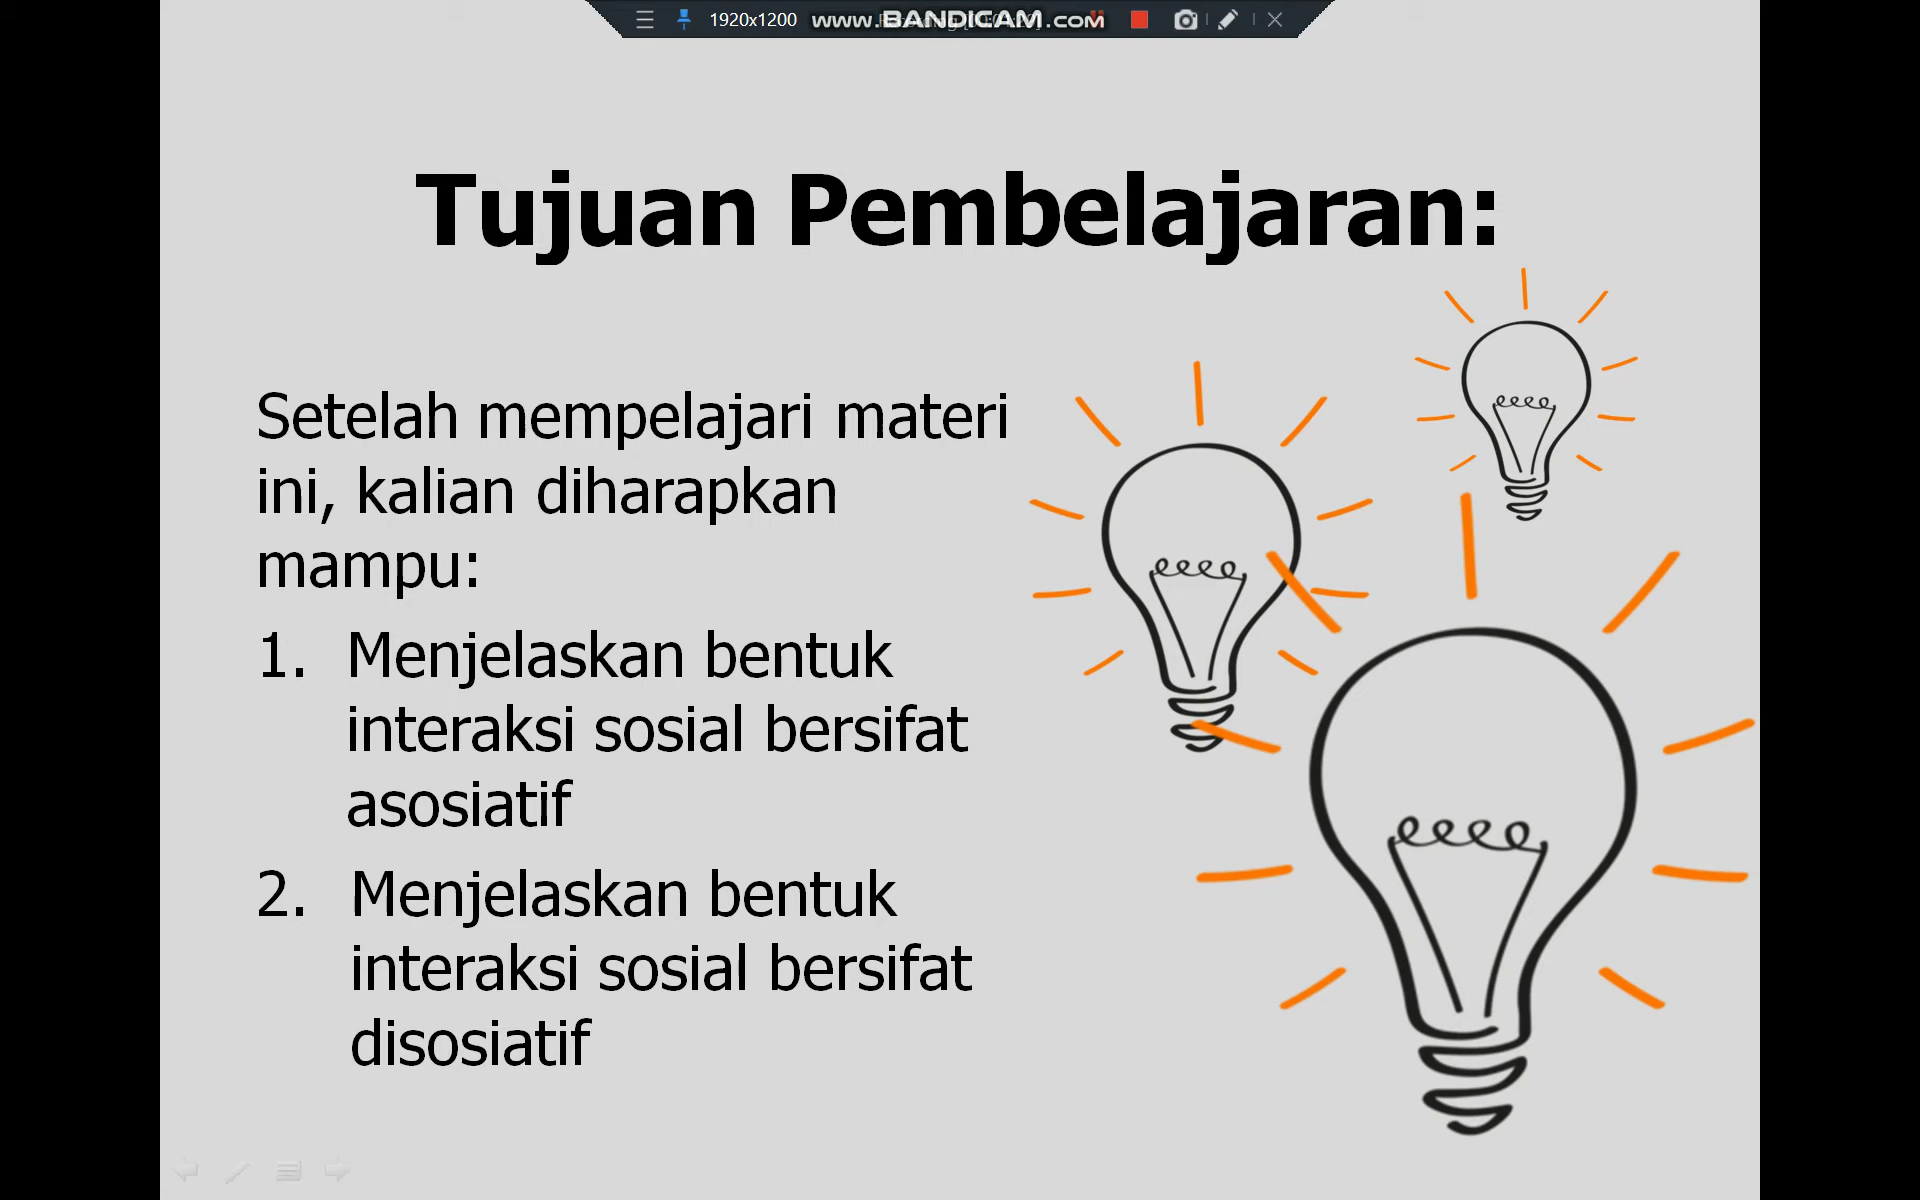 1920x1200 www.BANDICAM.com
Tujuan Pembelajaran:
Setelah mempelajari materi
ini, kalian diharapkan
mampu:
1. Menjelaskan bentuk
interaksi sosial bersifat
asosiatif
2. Menjelaskan bentuk
interaksi sosial bersifat
disosiatif